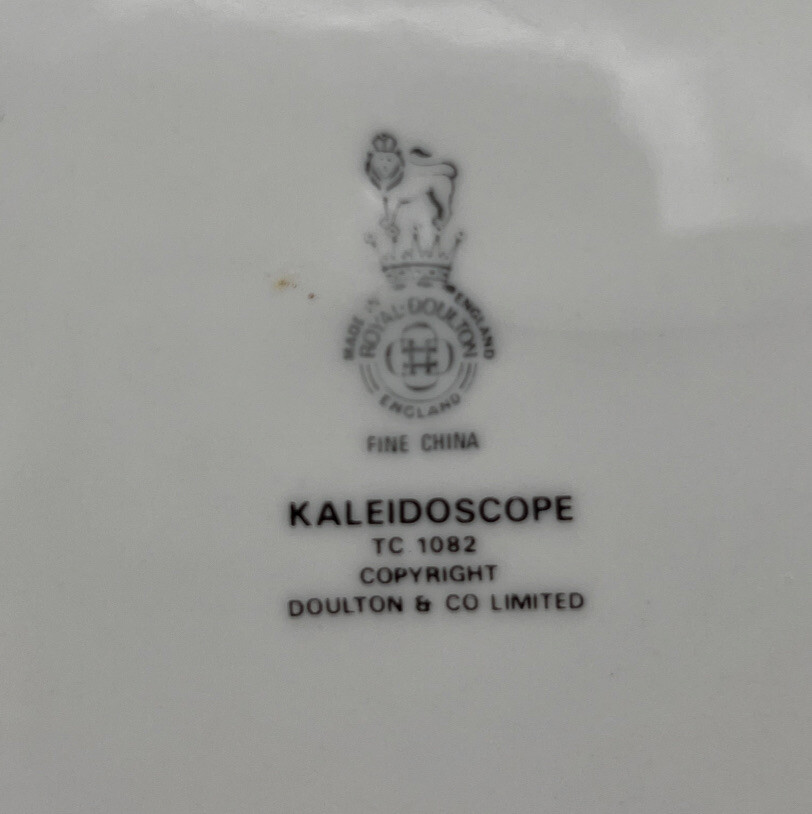 MADE IN ENGLAND
ROYAL·DOULTON
ENGLAND
FINE CHINA
KALEIDOSCOPE
TC 1082
COPYRIGHT
DOULTON & CO LIMITED